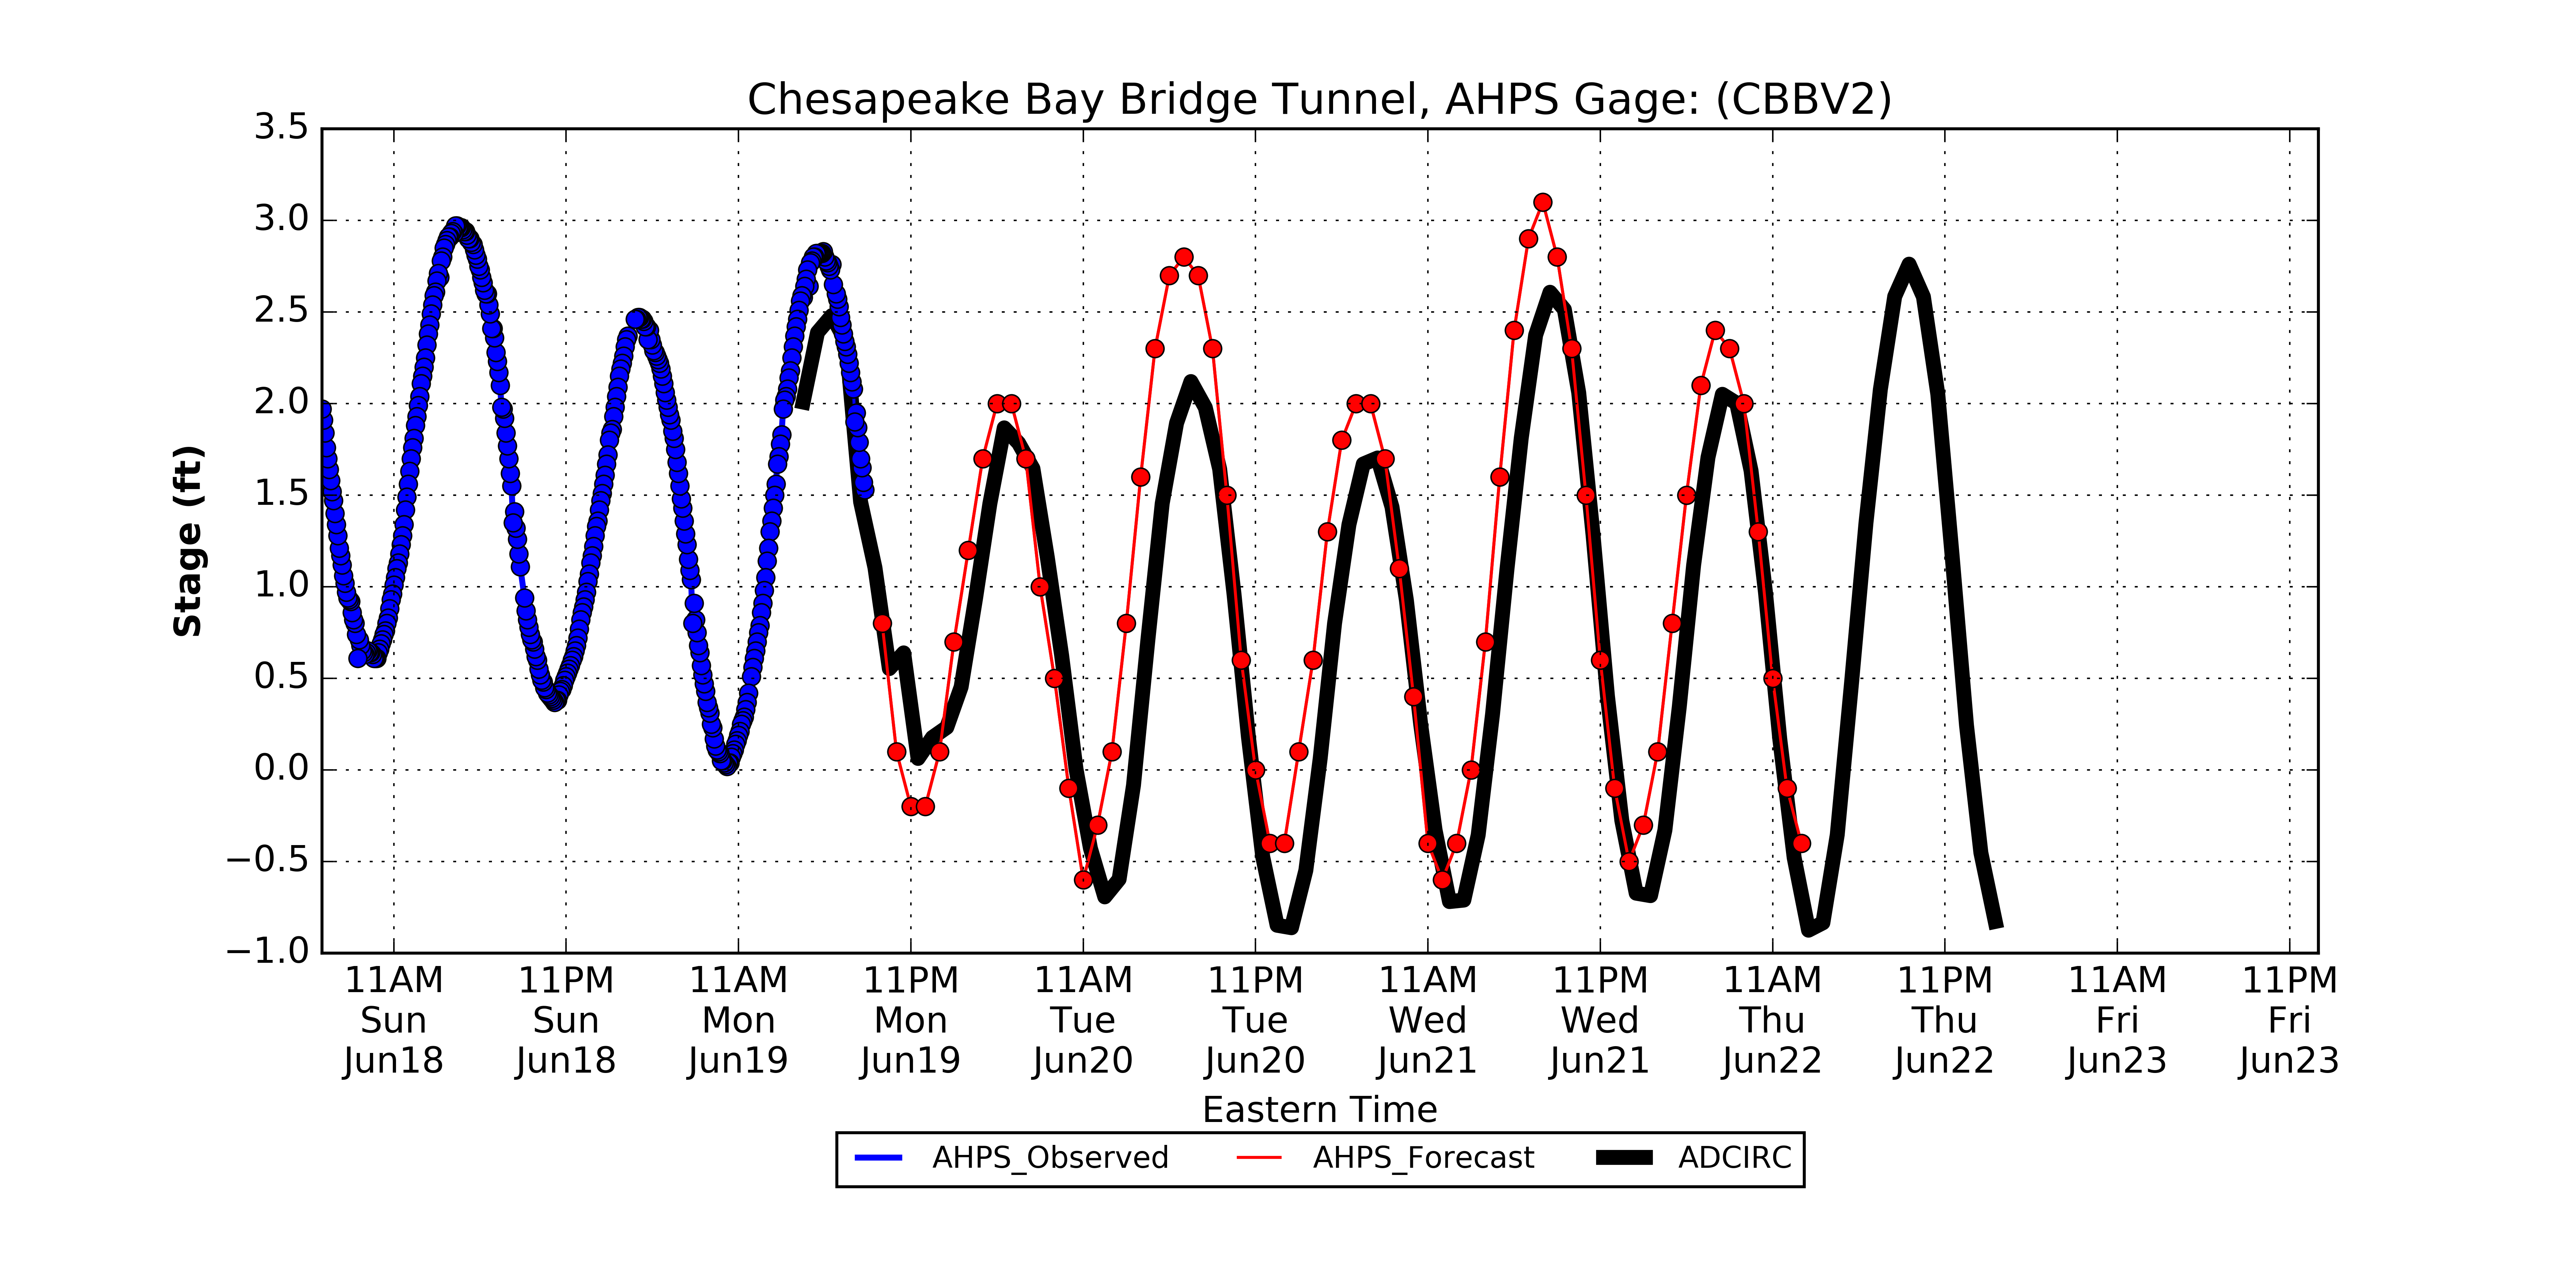 Chesapeake Bay Bridge Tunnel, AHPS Gage: (CBBV2)
3.5
3.0
2.5
2.0
1.5
1.0
0.5
0.0
−0.5
−1.0
Stage (ft)
11AM 11PM 11AM 11PM 11AM 11PM 11AM 11PM 11AM 11PM 11AM 11PM
Sun Sun Mon Mon Tue Tue Wed Wed Thu Thu Fri Fri
Jun18 Jun18 Jun19 Jun19 Jun20 Jun20 Jun21 Jun21 Jun22 Jun22 Jun23 Jun23
Eastern Time
AHPS_Observed AHPS_Forecast ADCIRC